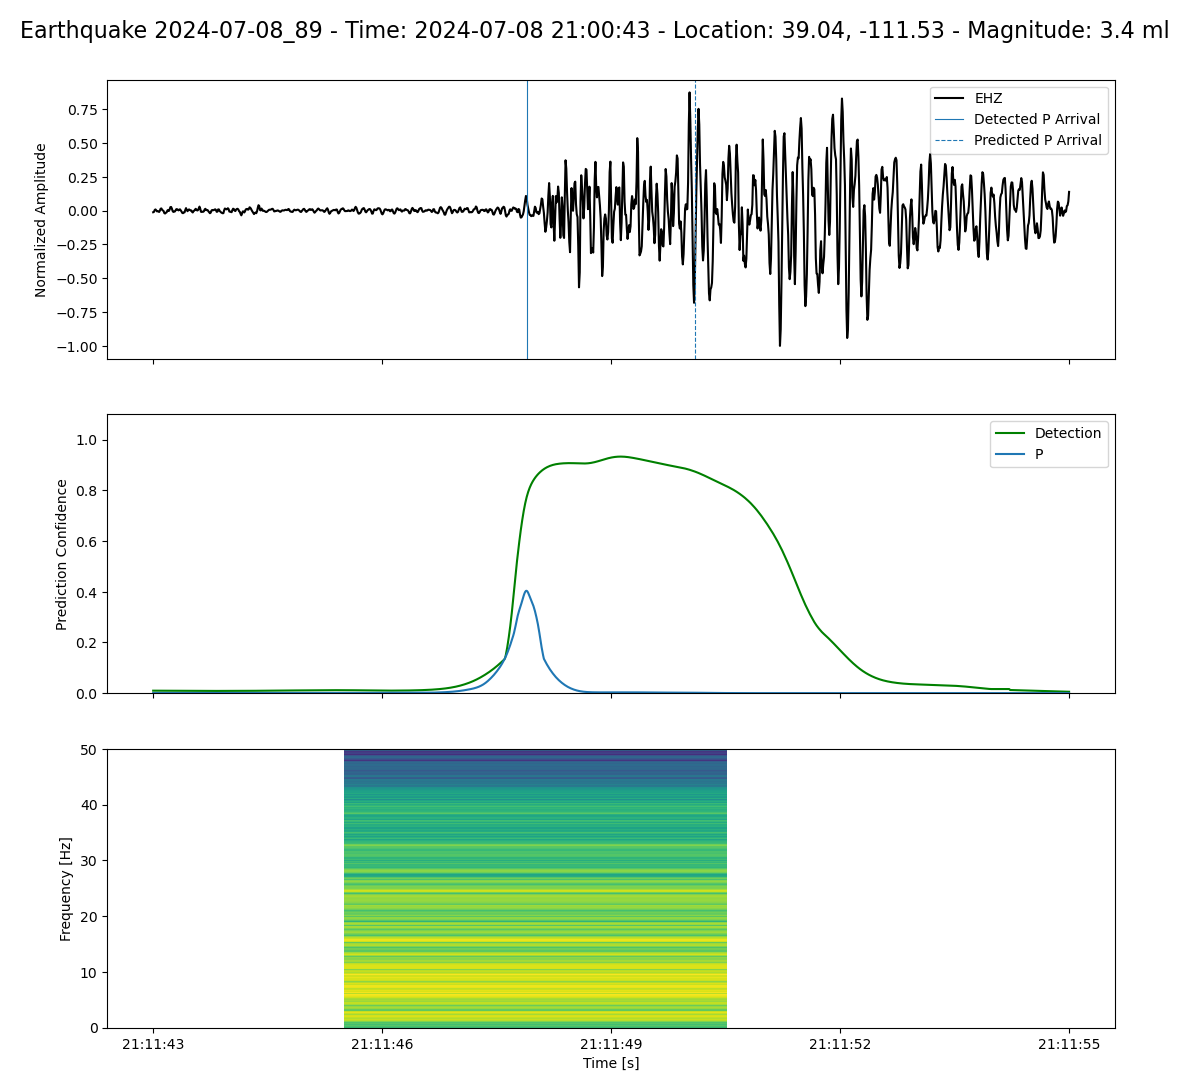 Earthquake 2024-07-08_89 - Time: 2024-07-08 21:00:43 - Location: 39.04, -111.53 - Magnitude: 3.4 ml
EHZ
Detected P Arrival
Predicted P Arrival
0.75
0.50
0.25
0.00
−0.25
−0.50
−0.75
−1.00
Normalized Amplitude
Detection
P
1.0
0.8
0.6
0.4
0.2
0.0
Prediction Confidence
50
40
30
20
10
0
Frequency [Hz]
21:11:43
21:11:46
21:11:49
21:11:52
21:11:55
Time [s]